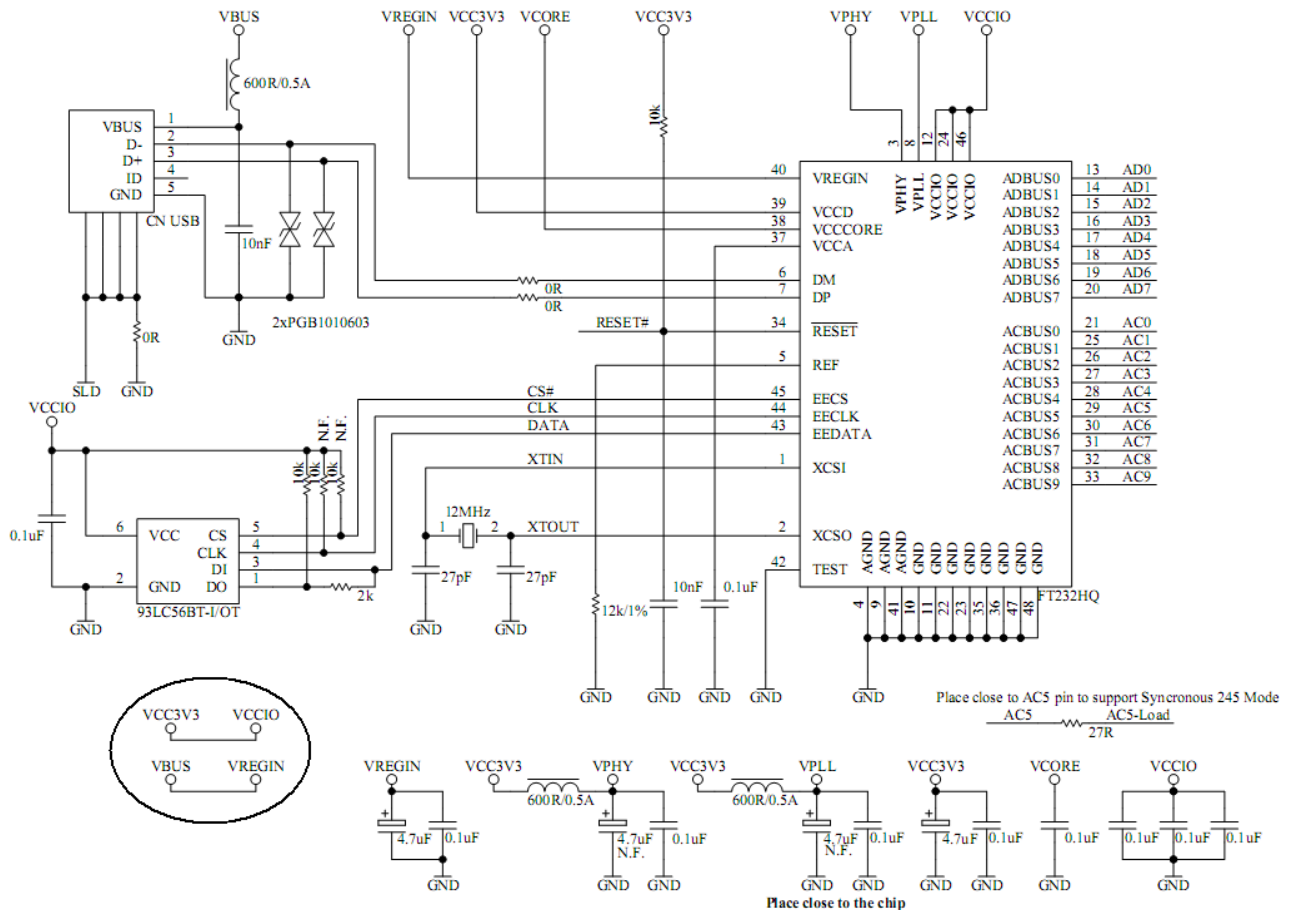 VBUS VREGIN VCC3V3 VCORE VCC3V3 VPHY VPLL VCCIO
600R/0.5A
10k
3 8 12 24 46
VBUS 1
D- 2
D+ 3
ID 4
GND 5
CN USB
10nF
2xPGB1010603
GND
0R
SLD GND
40 VREGIN
39 VCCD
38 VCCCORE
37 VCCA
6 DM
0R
7 DP
0R
RESET# 34 RESET
5 REF
CS# 45 EECS
CLK 44 EECLK
DATA 43 EEDATA
XTIN 1 XCSI
XTOUT 2 XCSO
42 TEST
VPHY VPLL VCCIO VCCIO VCCIO
ADBUS0 13 AD0
ADBUS1 14 AD1
ADBUS2 15 AD2
ADBUS3 16 AD3
ADBUS4 17 AD4
ADBUS5 18 AD5
ADBUS6 19 AD6
ADBUS7 20 AD7
ACBUS0 21 AC0
ACBUS1 25 AC1
ACBUS2 26 AC2
ACBUS3 27 AC3
ACBUS4 28 AC4
ACBUS5 29 AC5
ACBUS6 30 AC6
ACBUS7 31 AC7
ACBUS8 32 AC8
ACBUS9 33 AC9
AGND AGND AGND GND GND GND GND GND GND GND GND
4 9 41 10 11 22 23 35 36 47 48
FT232HQ
GND
VCCIO
N.F. N.F.
10k 10k 10k
0.1uF
6 VCC CS 5
CLK 4
DI 3
2 GND DO 1
93LC56BT-I/OT
2k
GND
12MHz
1 2
27pF 27pF
GND GND
12k/1%
10nF 0.1uF
GND GND GND GND
Place close to AC5 pin to support Syncronous 245 Mode
AC5 AC5-Load
27R
VCC3V3 VCCIO
VBUS VREGIN
VREGIN VCC3V3 VPHY VCC3V3 VPLL VCC3V3 VCORE VCCIO
600R/0.5A 600R/0.5A
+ + + +
4.7uF 0.1uF 4.7uF 0.1uF 4.7uF 0.1uF 4.7uF 0.1uF 0.1uF 0.1uF 0.1uF 0.1uF
N.F. N.F.
GND GND GND GND GND GND GND GND GND
Place close to the chip